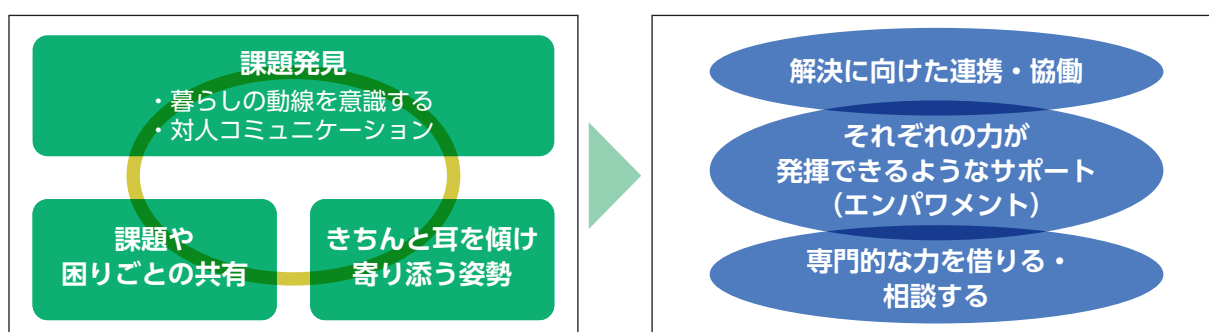 課題発見
・暮らしの動線を意識する
・対人コミュニケーション
課題や
困りごとの共有
きちんと耳を傾け
寄り添う姿勢
解決に向けた連携・協働
それぞれの力が
発揮できるようなサポート
（エンパワメント）
専門的な力を借りる・
相談する